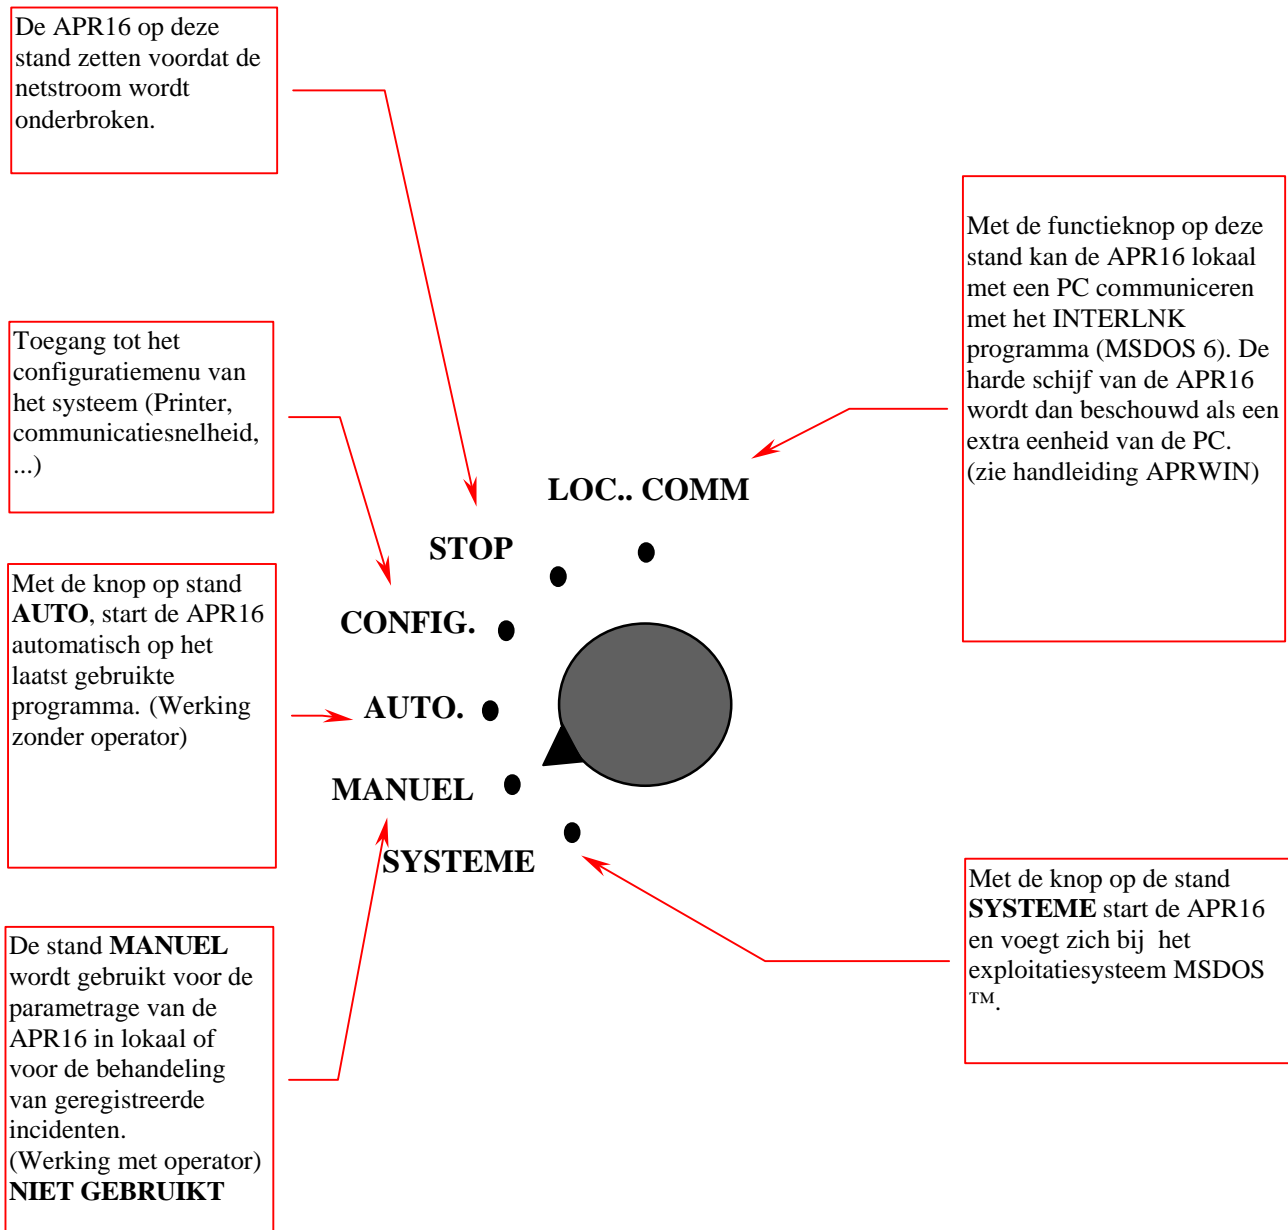 De APR16 op deze
stand zetten voordat de
netstroom wordt
onderbroken.
Met de functieknop op deze
stand kan de APR16 lokaal
met een PC communiceren
met het INTERLNK
programma (MSDOS 6). De
harde schijf van de APR16
wordt dan beschouwd als een
extra eenheid van de PC.
(zie handleiding APRWIN)
Toegang tot het
configuratiemenu van
het systeem (Printer,
communicatiesnelheid,
...)
LOC.. COMM
STOP
CONFIG.
AUTO.
MANUEL
SYSTEME
Met de knop op stand
AUTO, start de APR16
automatisch op het
laatst gebruikte
programma. (Werking
zonder operator)
Met de knop op de stand
SYSTEME start de APR16
en voegt zich bij het
exploitatiesysteem MSDOS
™.
De stand MANUEL
wordt gebruikt voor de
parametrage van de
APR16 in lokaal of
voor de behandeling
van geregistreerde
incidenten.
(Werking met operator)
NIET GEBRUIKT